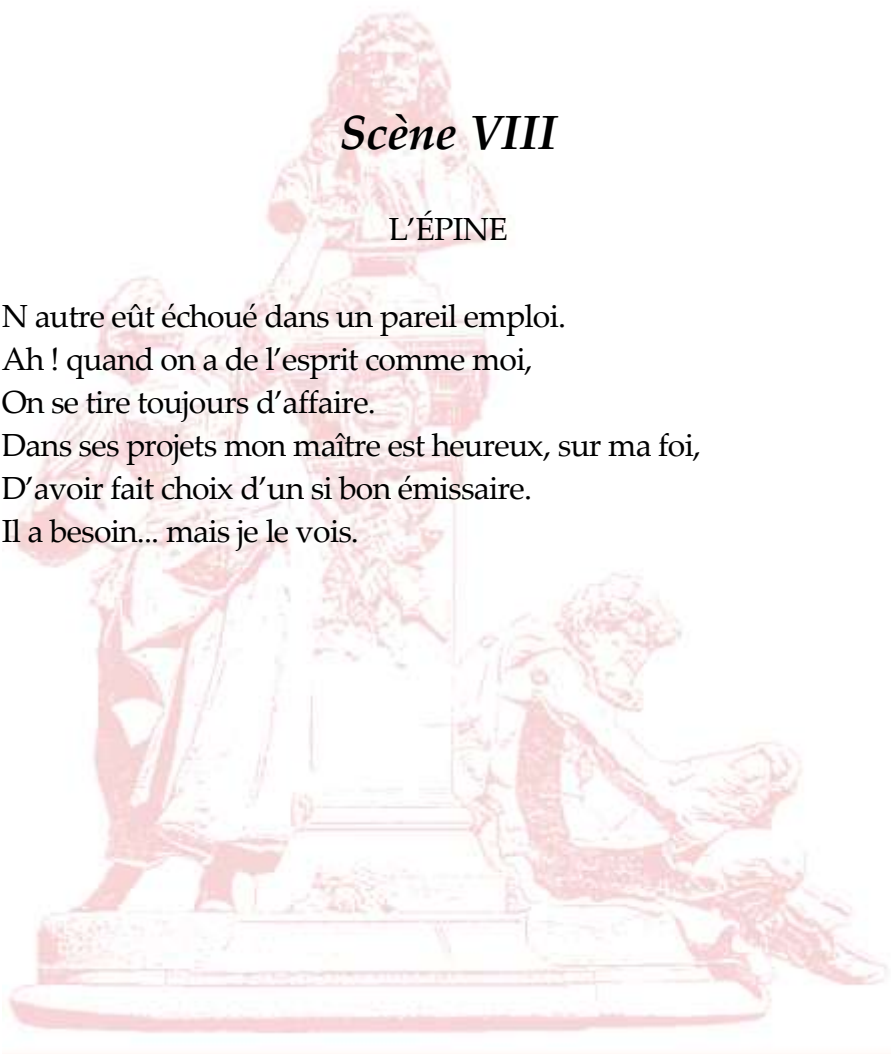 Scène VIII
L’ÉPINE
N autre eût échoué dans un pareil emploi.
Ah ! quand on a de l’esprit comme moi,
On se tire toujours d’affaire.
Dans ses projets mon maître est heureux, sur ma foi,
D’avoir fait choix d’un si bon émissaire.
Il a besoin... mais je le vois.